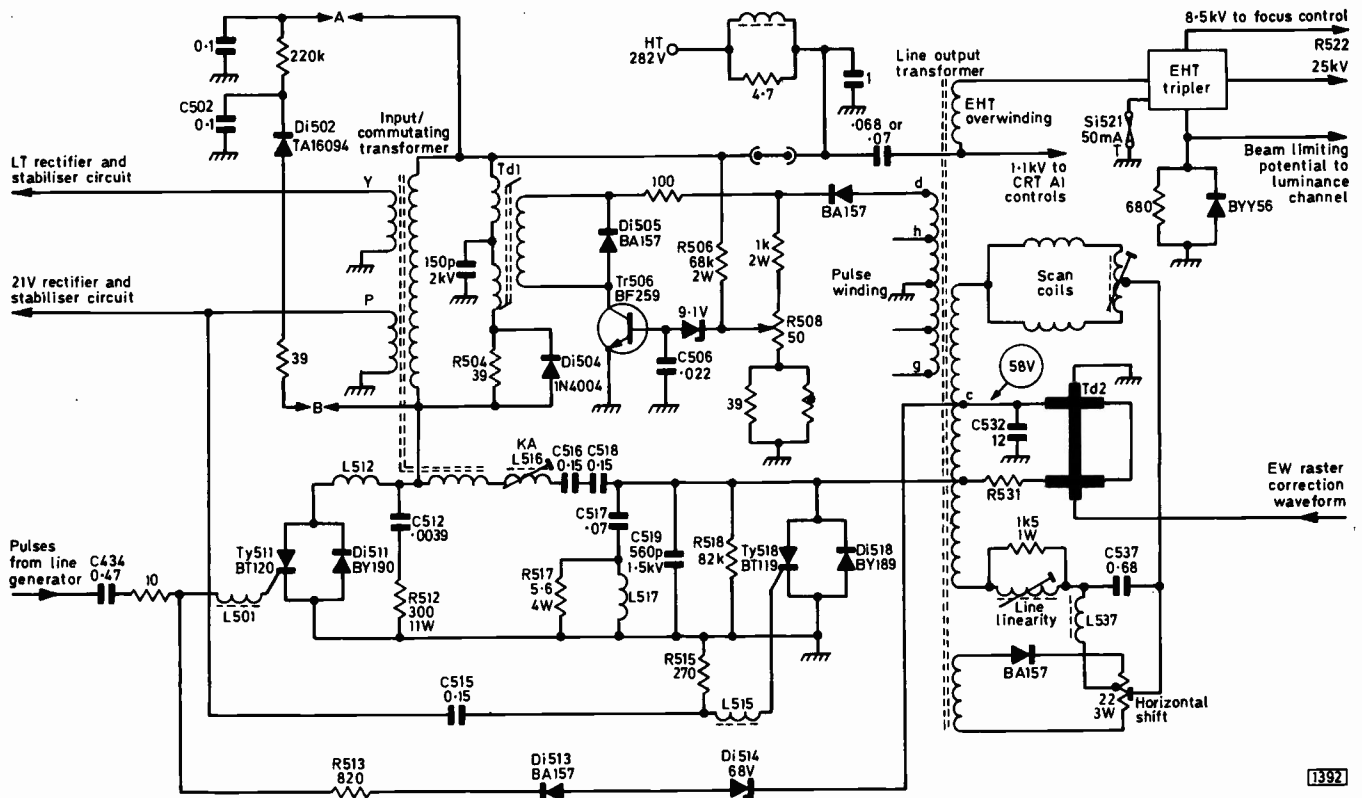 A
0·1
220k
C502
0·1
Di502
TA16094
LT rectifier and
stabiliser circuit
Y
21V rectifier and
stabiliser circuit
P
39
B
Input/
commutating
transformer
Td1
150p
2kV
R504
39
Di504
1N4004
HT
282V
4·7
1
·068 or
·07
Line output
transformer
EHT
overwinding
8·5kV to focus control
R522
25kV
EHT
tripler
Si521
50mA
T
1·1kV to
CRT A1
controls
Beam limiting
potential to
luminance
channel
680
BYY56
100
BA157
Di505
BA157
Tr506
BF259
R506
68k
2W
1k
2W
9·1V
C506
·022
R508
50
39
d
h
Pulse
winding
g
Scan
coils
58V
c
Td2
C532
12
R531
EW raster
correction
waveform
1k5
1W
Line
linearity
C537
0·68
L537
BA157
22
3W
Horizontal
shift
KA
L516
C516
0·15
C518
0·15
L512
C512
·0039
C517
·07
C519
560p
1·5kV
R518
82k
Ty518
BT119
Di518
BY189
Pulses
from line
generator
C434
0·47
10
L501
Ty511
BT120
Di511
BY190
R512
300
11W
R517
5·6
4W
L517
R515
270
L515
C515
0·15
R513
820
Di513
BA157
Di514
68V
1392